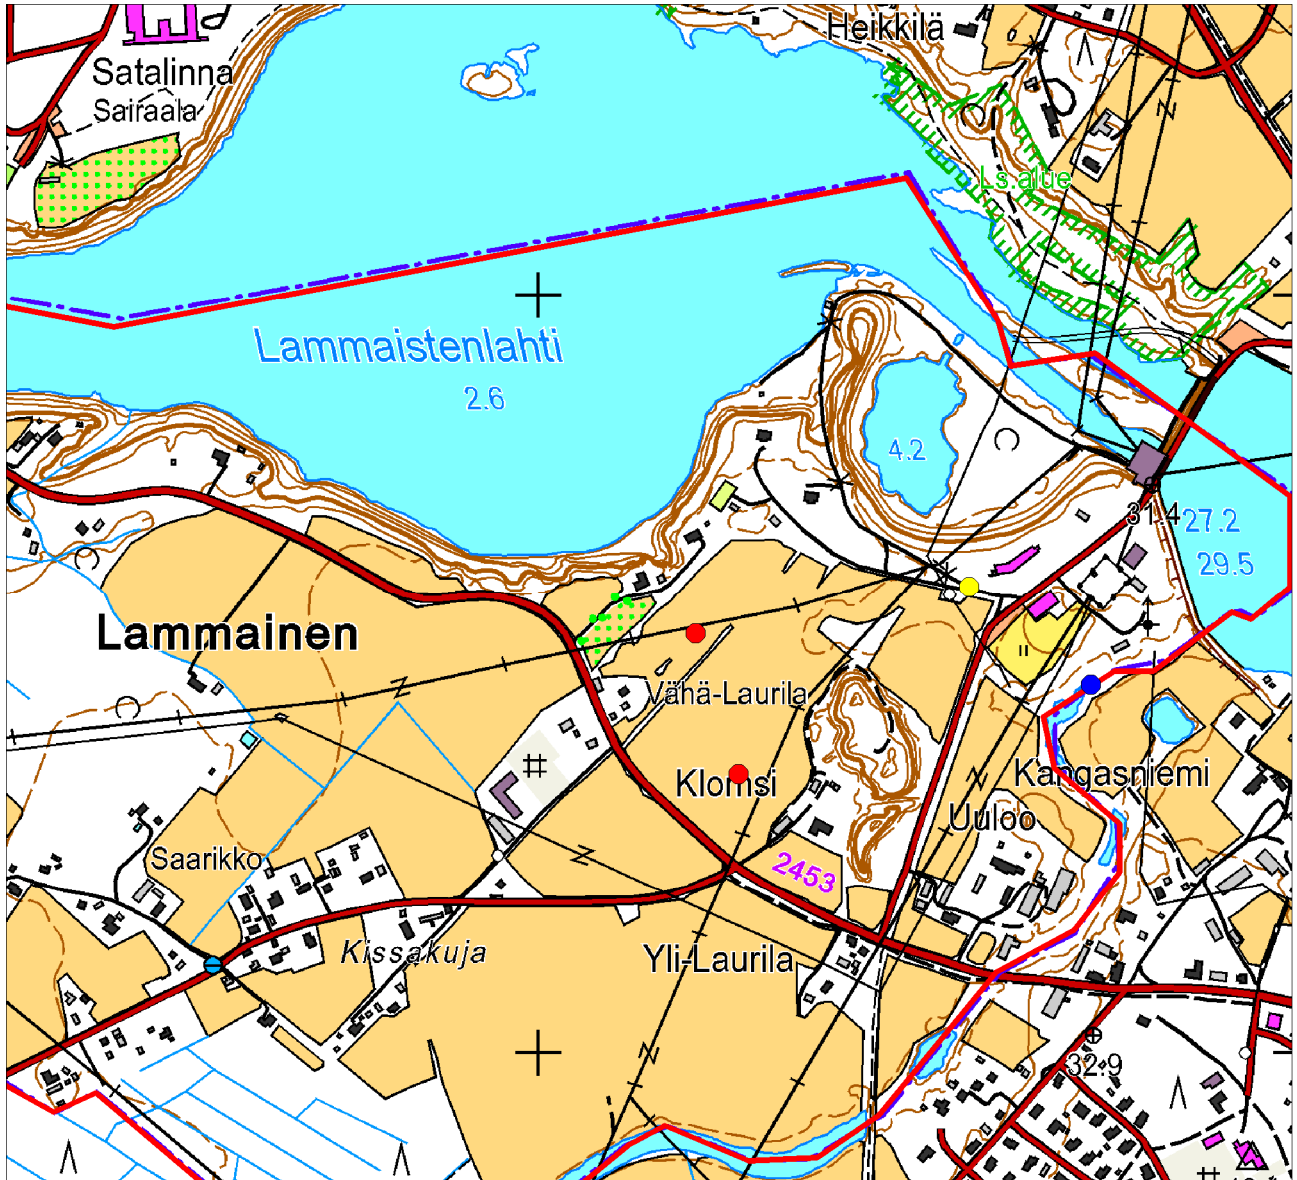 Heikkilä
Satalinna
Sairaala
Ls.alue
Lammaistenlahti
2.6
4.2
31.4
27.2
29.5
Lammainen
Vähä-Laurila
Klomsi
Kangasniemi
Uuloo
Saarikko
2453
Kissakuja
Yli-Laurila
32.9